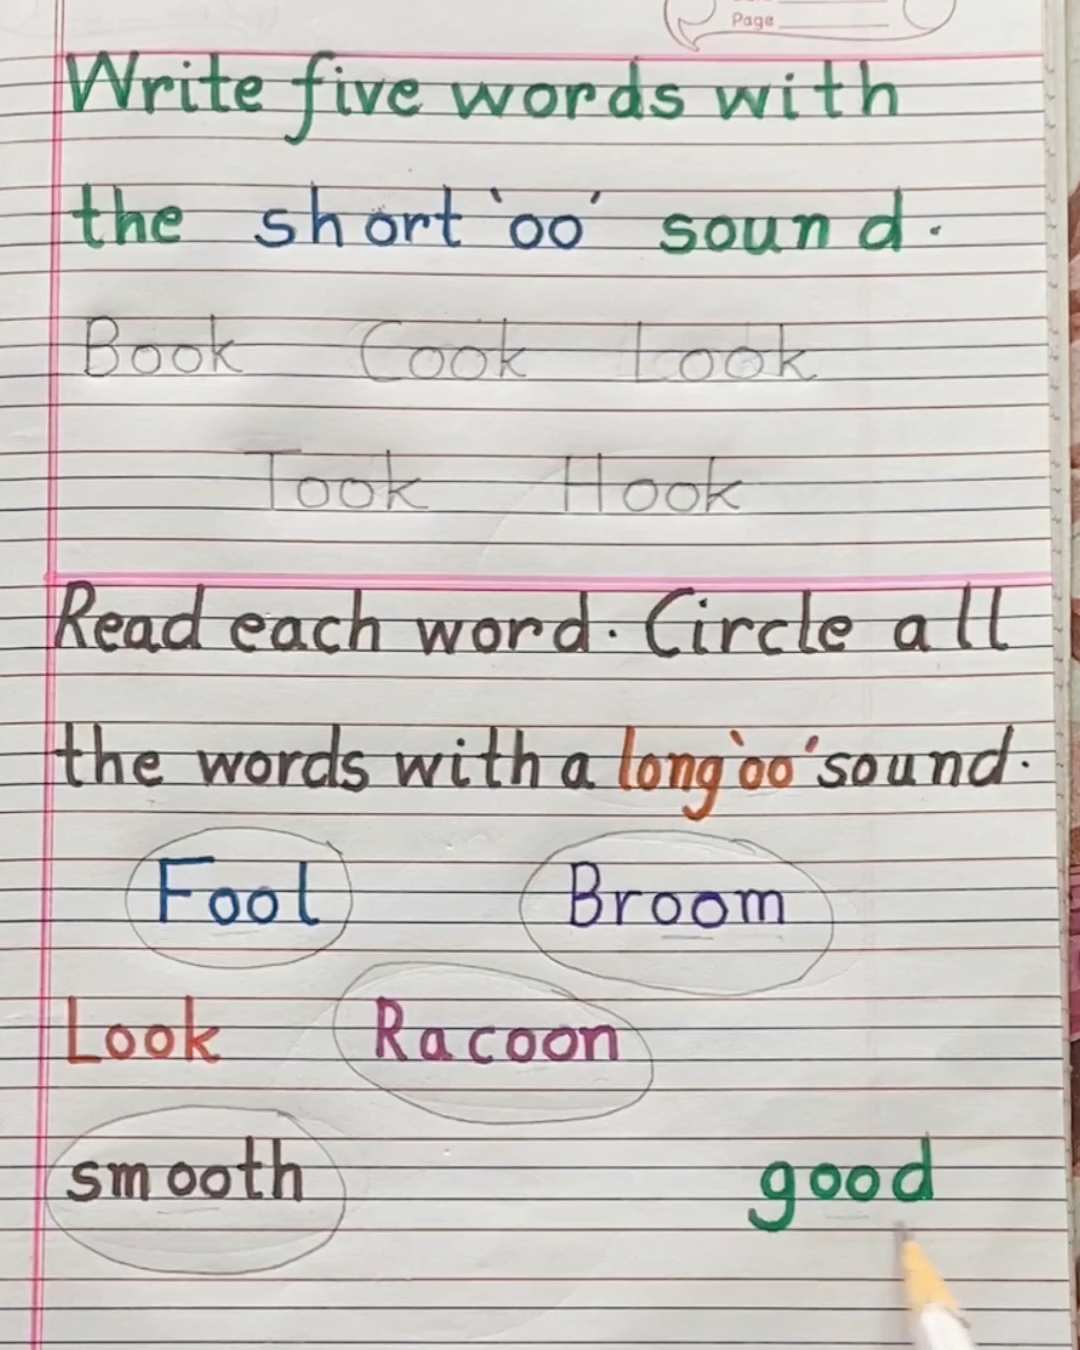 Page
Write five words with
the short 'oo' sound.
Book Cook Look
Took Hook
Read each word. Circle all
the words with a long 'oo' sound.
Fool Broom
Look Racoon
smooth good